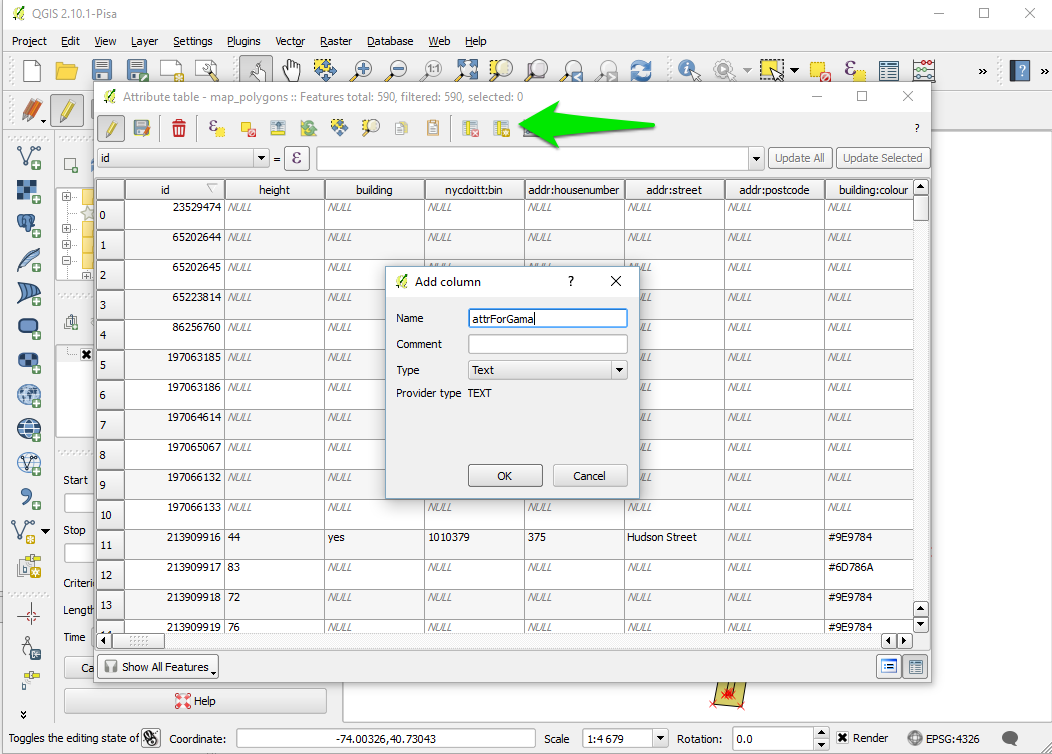 QGIS 2.10.1-Pisa
Project Edit View Layer Settings Plugins Vector Raster Database Web Help
Attribute table - map_polygons :: Features total: 590, filtered: 590, selected: 0
?
id = ε Update All Update Selected
id height building nycdoitt:bin addr:housenumber addr:street addr:postcode building:colour
0 23529474 NULL NULL NULL NULL NULL NULL NULL
1 65202644 NULL NULL NULL NULL NULL NULL NULL
2 65202645 NULL NULL NULL NULL NULL NULL NULL
3 65223814 NULL NULL NULL NULL
4 86256760 NULL NULL NULL NULL
5 197063185 NULL NULL NULL NULL
6 197063186 NULL NULL NULL NULL
7 197064614 NULL NULL NULL NULL
8 197065067 NULL NULL NULL NULL
9 197066132 NULL NULL NULL NULL
10 197066133 NULL NULL NULL NULL NULL NULL NULL
11 213909916 44 yes 1010379 375 Hudson Street NULL #9E9784
12 213909917 83 NULL NULL NULL NULL NULL #6D786A
13 213909918 72 NULL NULL NULL NULL NULL #9E9784
213909919 76 NULL NULL NULL NULL NULL #9E9784
Add column ?
Name attrForGama
Comment
Type Text
Provider type TEXT
OK Cancel
Start
Stop
Criteri
Length
Time
Ca
Show All Features
Help
Toggles the editing state of Coordinate: -74.00326,40.73043 Scale 1:4 679 Rotation: 0.0 Render EPSG:4326